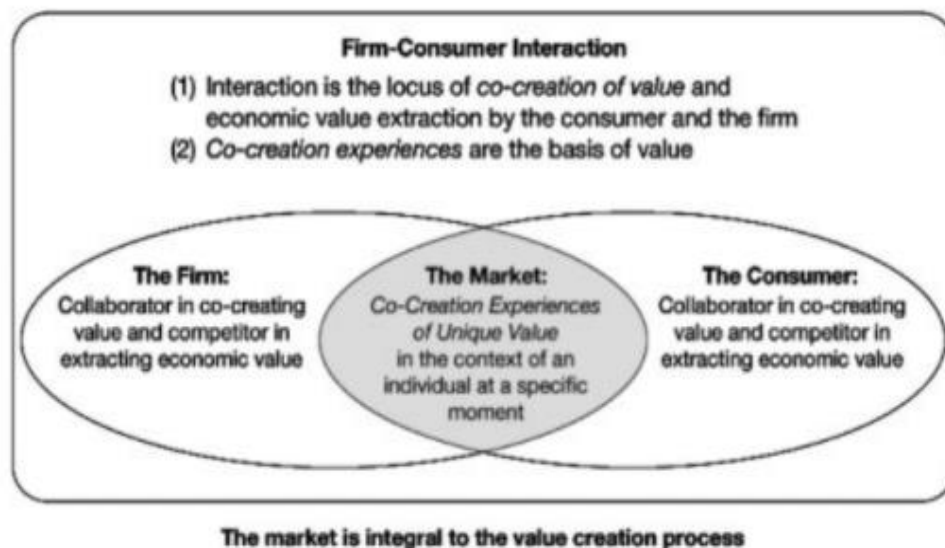 Firm-Consumer Interaction
(1) Interaction is the locus of co-creation of value and
economic value extraction by the consumer and the firm
(2) Co-creation experiences are the basis of value
The Firm:
Collaborator in co-creating
value and competitor in
extracting economic value
The Market:
Co-Creation Experiences
of Unique Value
in the context of an
individual at a specific
moment
The Consumer:
Collaborator in co-creating
value and competitor in
extracting economic value
The market is integral to the value creation process